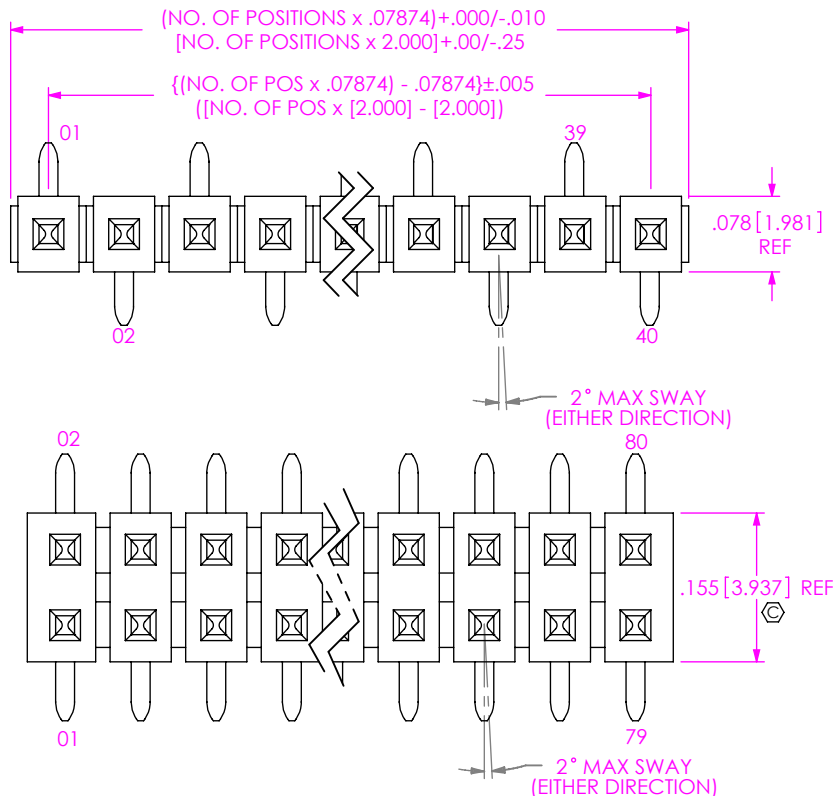 (NO. OF POSITIONS x .07874)+.000/-.010
[NO. OF POSITIONS x 2.000]+.00/-.25
{(NO. OF POS x .07874) - .07874}±.005
([NO. OF POS x [2.000] - [2.000])
01
39
.078[1.981]
REF
02
40
2° MAX SWAY
(EITHER DIRECTION)
02
80
.155[3.937] REF
C
01
79
2° MAX SWAY
(EITHER DIRECTION)